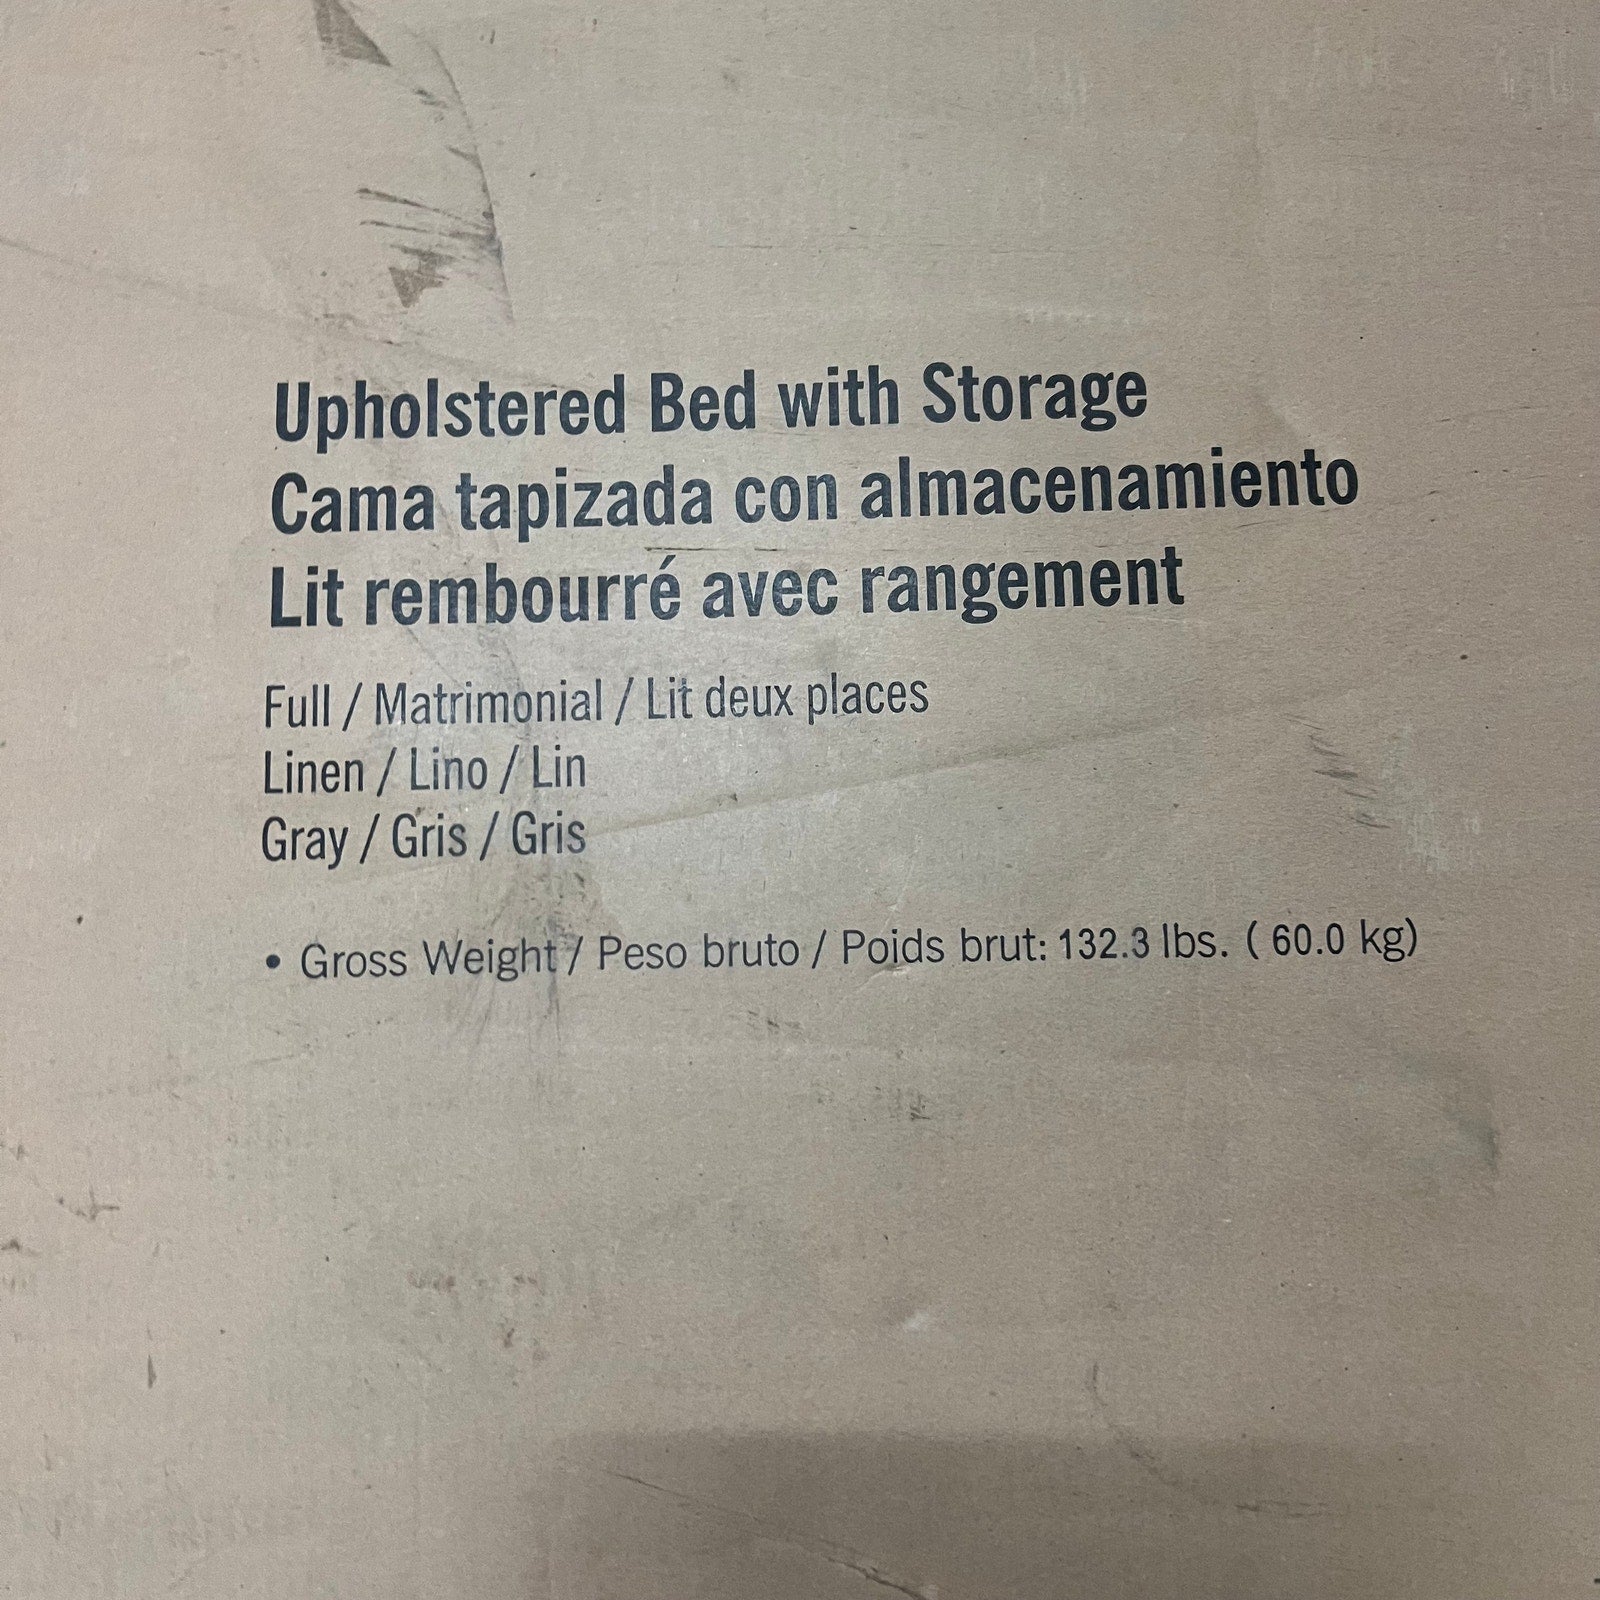 Upholstered Bed with Storage
Cama tapizada con almacenamiento
Lit rembourré avec rangement
Full / Matrimonial / Lit deux places
Linen / Lino / Lin
Gray / Gris / Gris
• Gross Weight / Peso bruto / Poids brut: 132.3 lbs. ( 60.0 kg)